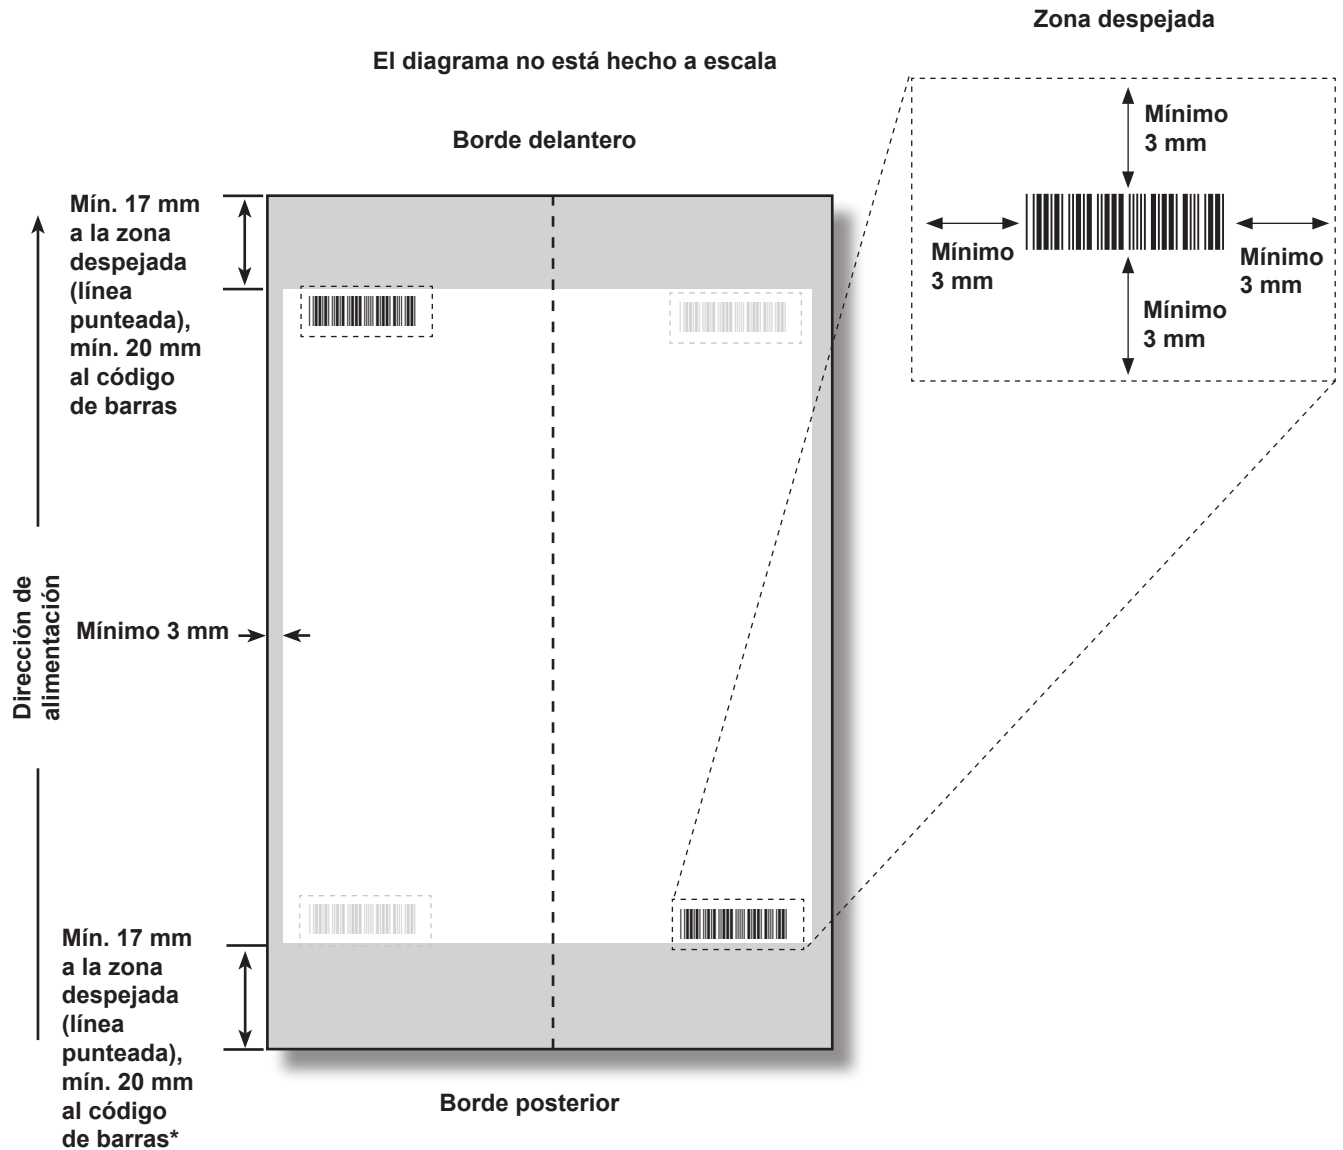 Zona despejada
El diagrama no está hecho a escala
Mínimo
3 mm
Borde delantero
Mín. 17 mm
a la zona
despejada
(línea
punteada),
mín. 20 mm
al código
de barras
Mínimo
3 mm
Mínimo
3 mm
Mínimo
3 mm
Dirección de
alimentación
Mínimo 3 mm
Mín. 17 mm
a la zona
despejada
(línea
punteada),
mín. 20 mm
al código
de barras*
Borde posterior